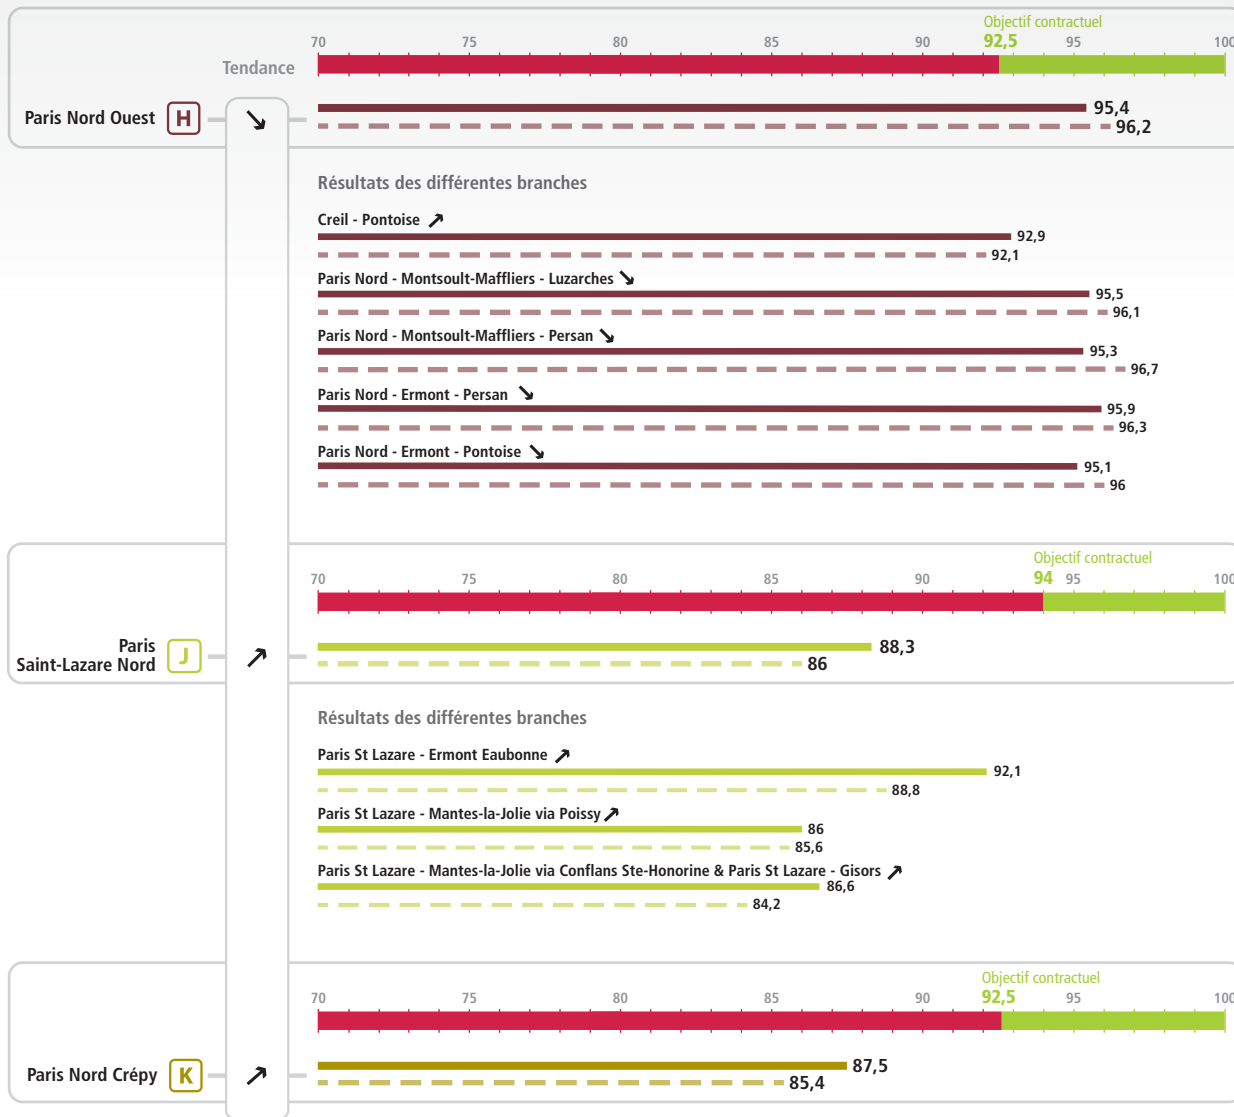 Objectif contractuel
70 75 80 85 90 92,5 95 100
Tendance
Paris Nord Ouest H
95,4
96,2
Résultats des différentes branches
Creil - Pontoise
92,9
92,1
Paris Nord - Montsoult-Maffliers - Luzarches
95,5
96,1
Paris Nord - Montsoult-Maffliers - Persan
95,3
96,7
Paris Nord - Ermont - Persan
95,9
96,3
Paris Nord - Ermont - Pontoise
95,1
96
Objectif contractuel
70 75 80 85 90 94 95 100
Paris
Saint-Lazare Nord J
88,3
86
Résultats des différentes branches
Paris St Lazare - Ermont Eaubonne
92,1
88,8
Paris St Lazare - Mantes-la-Jolie via Poissy
86
85,6
Paris St Lazare - Mantes-la-Jolie via Conflans Ste-Honorine & Paris St Lazare - Gisors
86,6
84,2
Objectif contractuel
70 75 80 85 90 92,5 95 100
Paris Nord Crépy K
87,5
85,4